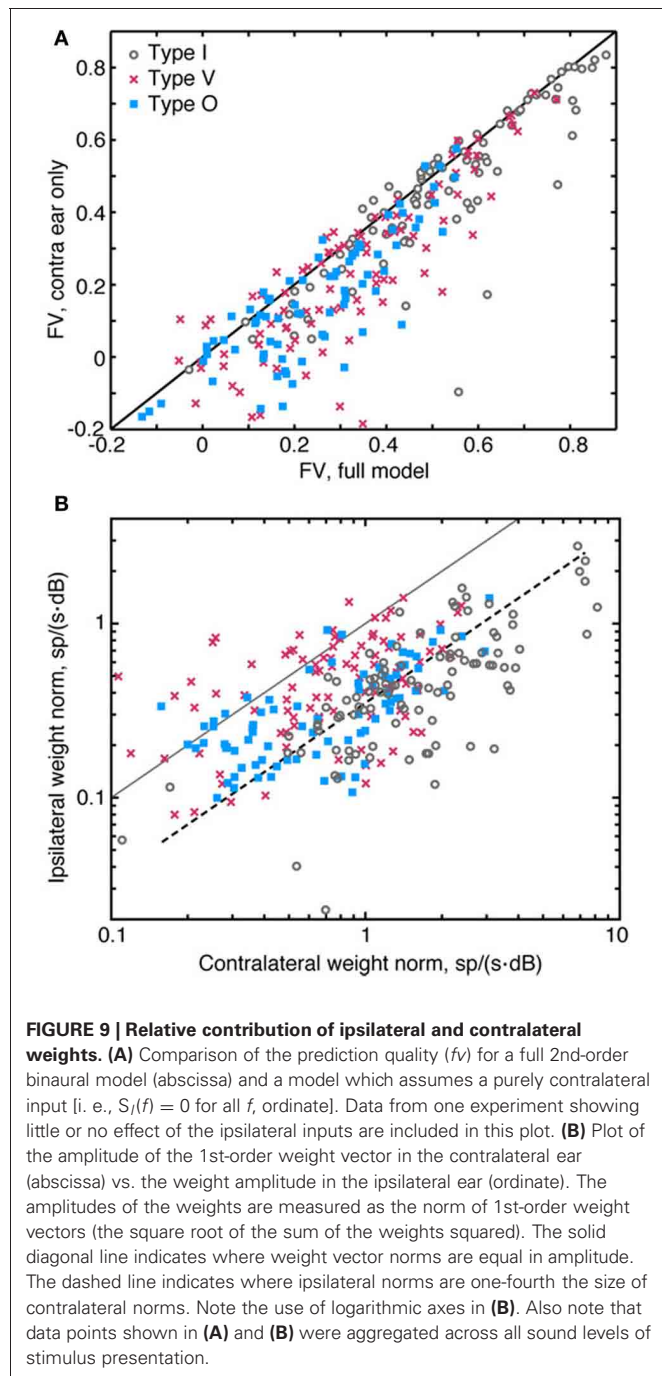 A
Type I
Type V
Type O
0.8
0.6
0.4
0.2
0
-0.2
FV, contra ear only
-0.2
0
0.2
0.4
0.6
0.8
FV, full model
B
1
0.1
Ipsilateral weight norm, sp/(s·dB)
0.1
1
10
Contralateral weight norm, sp/(s·dB)
FIGURE 9 | Relative contribution of ipsilateral and contralateral
weights. (A) Comparison of the prediction quality (fv) for a full 2nd-order
binaural model (abscissa) and a model which assumes a purely contralateral
input [i. e., S_I(f) = 0 for all f, ordinate]. Data from one experiment showing
little or no effect of the ipsilateral inputs are included in this plot. (B) Plot of
the amplitude of the 1st-order weight vector in the contralateral ear
(abscissa) vs. the weight amplitude in the ipsilateral ear (ordinate). The
amplitudes of the weights are measured as the norm of 1st-order weight
vectors (the square root of the sum of the weights squared). The solid
diagonal line indicates where weight vector norms are equal in amplitude.
The dashed line indicates where ipsilateral norms are one-fourth the size of
contralateral norms. Note the use of logarithmic axes in (B). Also note that
data points shown in (A) and (B) were aggregated across all sound levels of
stimulus presentation.